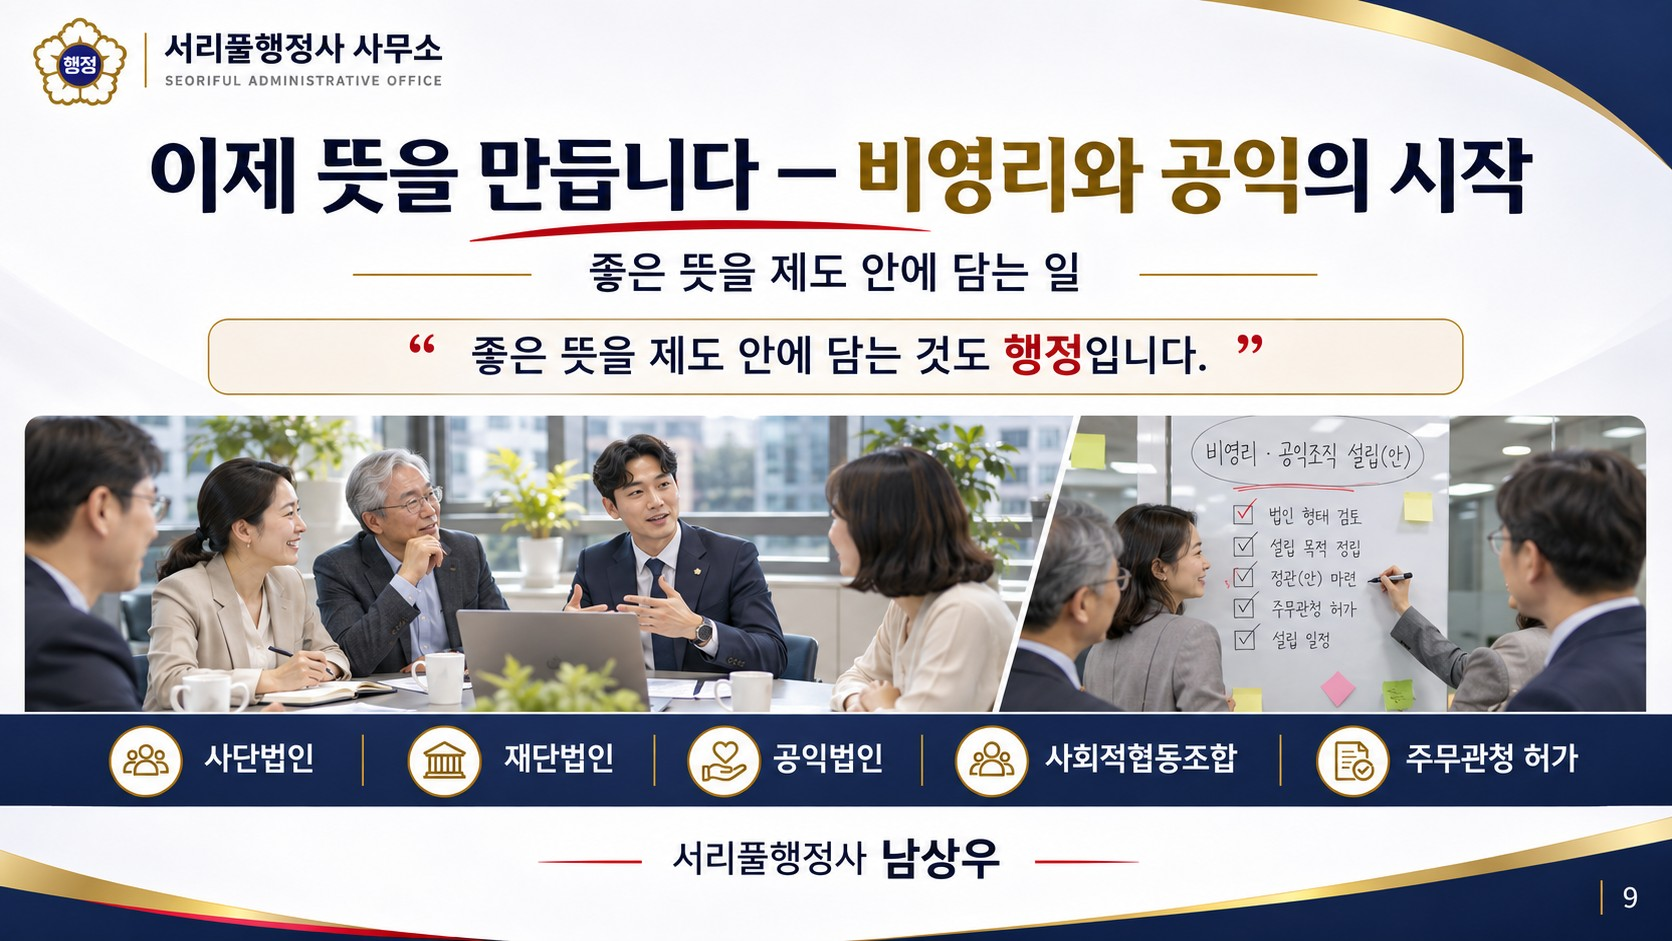 행정
서리풀행정사 사무소
SEORIFUL ADMINISTRATIVE OFFICE
이제 뜻을 만듭니다 – 비영리와 공익의 시작
좋은 뜻을 제도 안에 담는 일
“ 좋은 뜻을 제도 안에 담는 것도 행정입니다. ”
비영리 · 공익조직 설립(안)
법인 형태 검토
설립 목적 정립
정관(안) 마련
주무관청 허가
설립 일정
사단법인
재단법인
공익법인
사회적협동조합
주무관청 허가
서리풀행정사 남상우
9